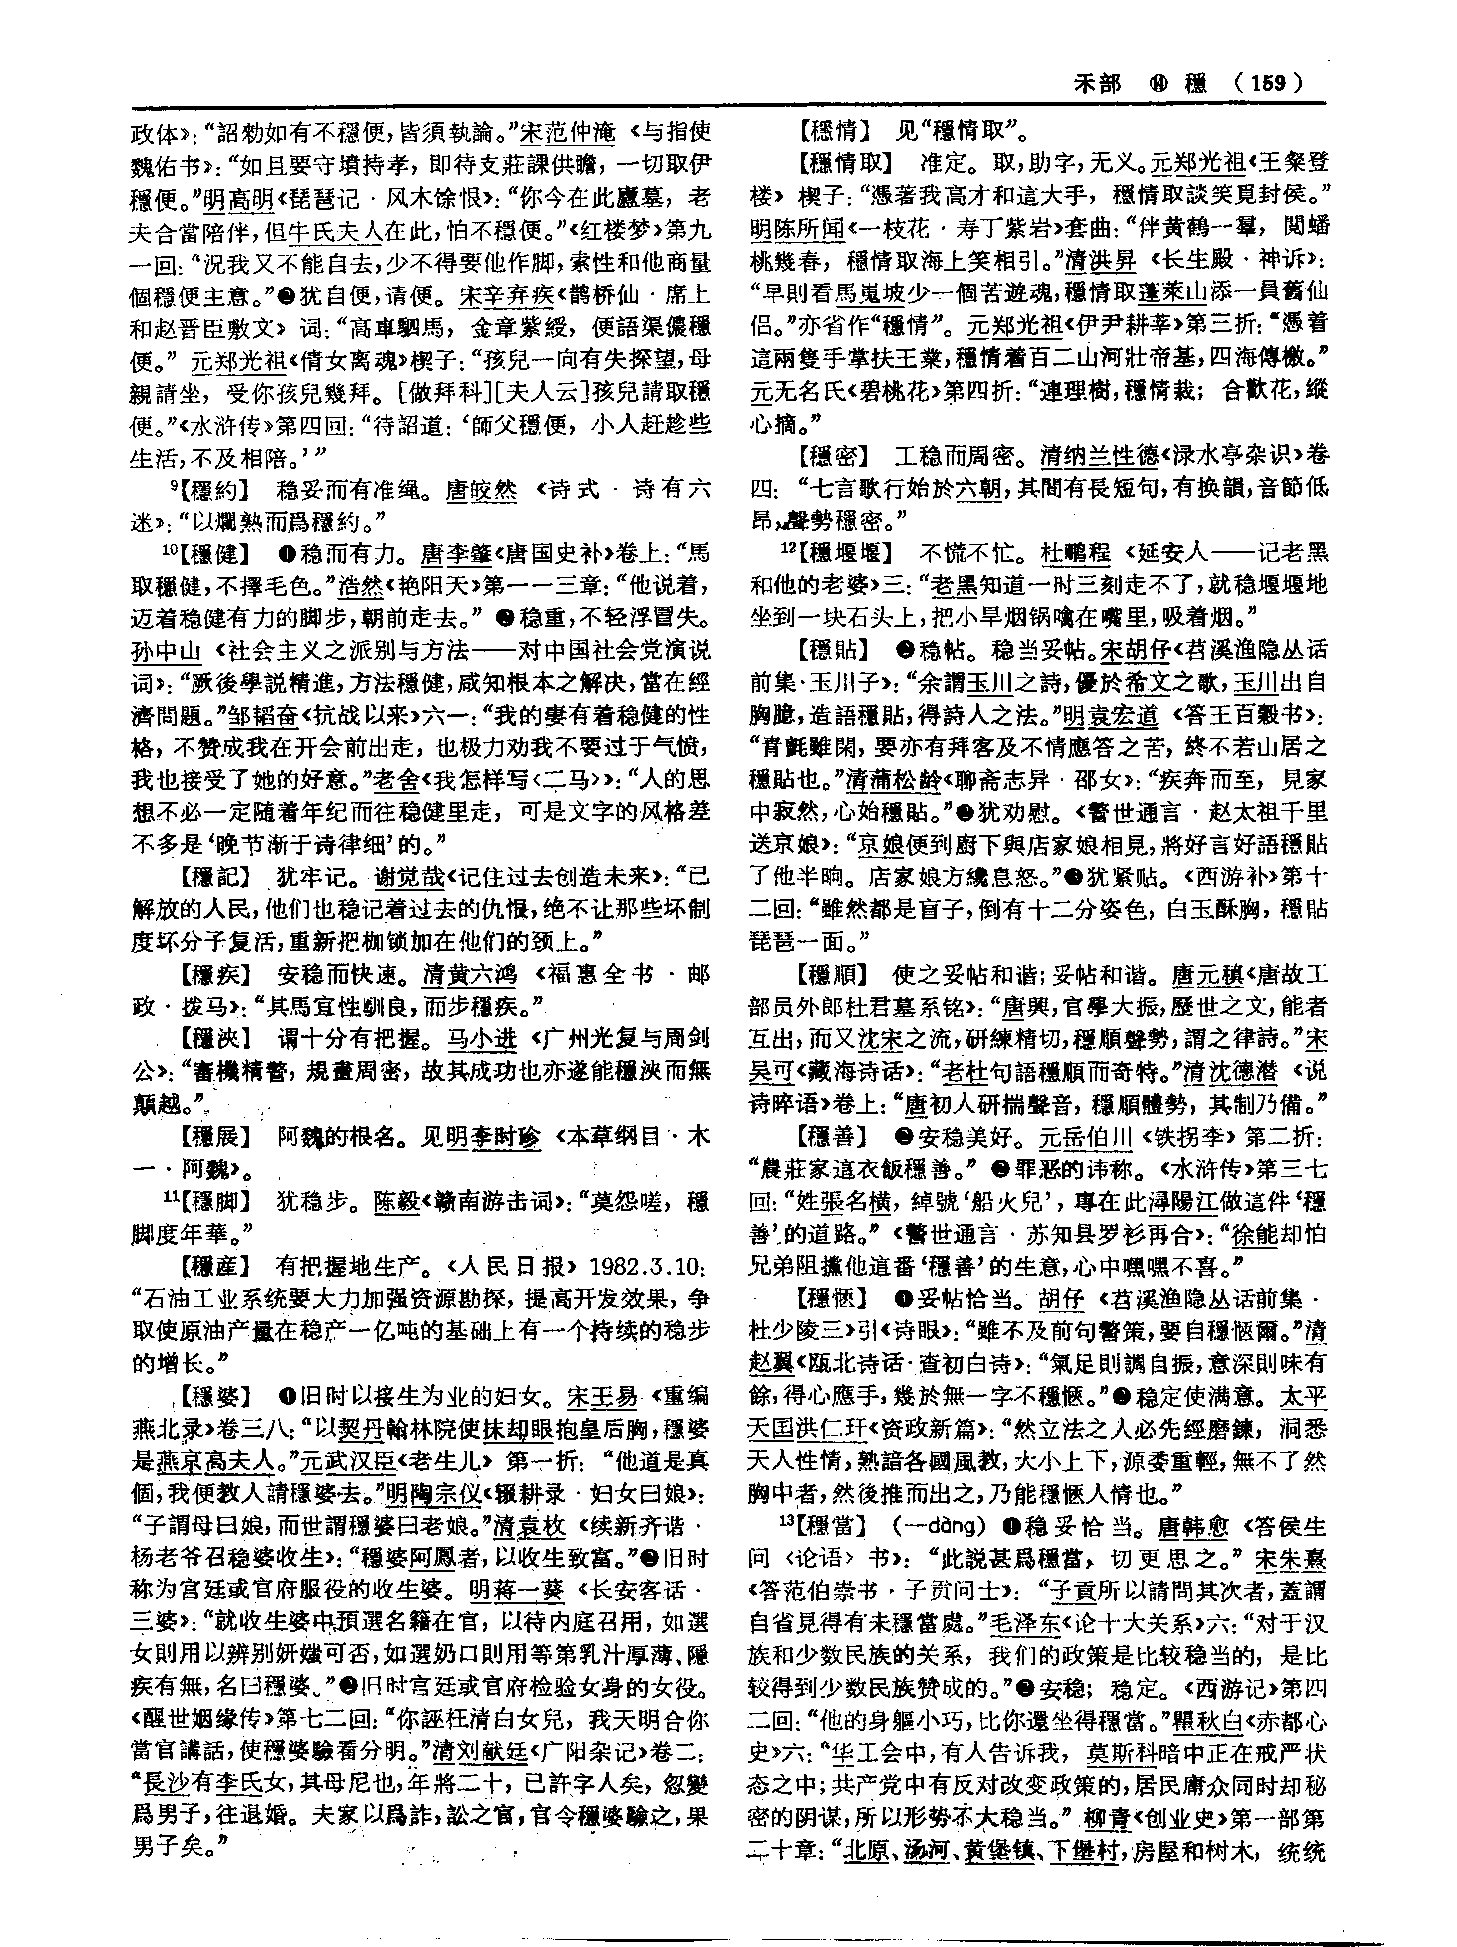 禾部 ⑭ 穩 (159)
政体》：“詔勑如有不穩便，皆須執論。”宋范仲淹《与指使
魏佑书》：“如且要守墳持孝，即待支莊課供贍，一切取伊
穩便。”明高明《琵琶记·风木馀恨》：“你今在此廬墓，老
夫合當陪伴，但牛氏夫人在此，怕不穩便。”《红楼梦》第九
一回：“況我又不能自去，少不得要他作脚，索性和他商量
個穩便主意。”❷犹自便，请便。宋辛弃疾《鹊桥仙·席上
和赵晋臣敷文》词：“高車駟馬，金章紫綬，便語渠儂穩
便。”元郑光祖《倩女离魂》楔子：“孩兒一向有失探望，母
親請坐，受你孩兒幾拜。[做拜科][夫人云]孩兒請取穩
便。”《水浒传》第四回：“待詔道：‘師父穩便，小人赶趁些
生活，不及相陪。’”
9【穩約】 稳妥而有准绳。唐皎然《诗式·诗有六
迷》：“以爛熟而爲穩約。”
10【穩健】 ❶稳而有力。唐李肇《唐国史补》卷上：“馬
取穩健，不擇毛色。”浩然《艳阳天》第一一三章：“他说着，
迈着稳健有力的脚步，朝前走去。”❷稳重，不轻浮冒失。
孙中山《社会主义之派别与方法——对中国社会党演说
词》：“厥後學説精進，方法穩健，咸知根本之解决，當在經
濟問題。”邹韬奋《抗战以来》六一：“我的妻有着稳健的性
格，不赞成我在开会前出走，也极力劝我不要过于气愤，
我也接受了她的好意。”老舍《我怎样写〈二马〉》：“人的思
想不必一定随着年纪而往稳健里走，可是文字的风格差
不多是‘晚节渐于诗律细’的。”
【穩記】 犹牢记。谢觉哉《记住过去创造未来》：“已
解放的人民，他们也稳记着过去的仇恨，绝不让那些坏制
度坏分子复活，重新把枷锁加在他们的颈上。”
【穩疾】 安稳而快速。清黄六鸿《福惠全书·邮
政·拨马》：“其馬宜性馴良，而步穩疾。”
【穩浹】 谓十分有把握。马小进《广州光复与周剑
公》：“審機精警，規畫周密，故其成功也亦遂能穩浹而無
顛越。”
【穩展】 阿魏的根名。见明李时珍《本草纲目·木
一·阿魏》。
11【穩脚】 犹稳步。陈毅《赣南游击词》：“莫怨嗟，穩
脚度年華。”
【穩産】 有把握地生产。《人民日报》1982.3.10：
“石油工业系统要大力加强资源勘探，提高开发效果，争
取使原油产量在稳产一亿吨的基础上有一个持续的稳步
的增长。”
【穩婆】 ❶旧时以接生为业的妇女。宋王易《重编
燕北录》卷三八：“以契丹翰林院使抹却眼抱皇后胸，穩婆
是燕京高夫人。”元武汉臣《老生儿》第一折：“他道是真
個，我便教人請穩婆去。”明陶宗仪《辍耕录·妇女曰娘》：
“子謂母曰娘，而世謂穩婆曰老娘。”清袁枚《续新齐谐·
杨老爷召稳婆收生》：“穩婆阿鳳者，以收生致富。”❷旧时
称为宫廷或官府服役的收生婆。明蒋一葵《长安客话·
三婆》：“就收生婆中預選名籍在官，以待内庭召用，如選
女則用以辨别妍媸可否，如選奶口則用等第乳汁厚薄、隱
疾有無，名曰穩婆。”❸旧时官廷或官府检验女身的女役。
《醒世姻缘传》第七二回：“你誣枉清白女兒，我天明合你
當官講話，使穩婆驗看分明。”清刘献廷《广阳杂记》卷二：
“長沙有李氏女，其母尼也，年將二十，已許字人矣，忽變
爲男子，往退婚。夫家以爲詐，訟之官，官令穩婆驗之，果
男子矣。”
【穩情】 见“穩情取”。
【穩情取】 准定。取，助字，无义。元郑光祖《王粲登
楼》楔子：“憑著我高才和這大手，穩情取談笑覓封侯。”
明陈所闻《一枝花·寿丁紫岩》套曲：“伴黄鶴一羣，閲蟠
桃幾春，穩情取海上笑相引。”清洪昇《长生殿·神诉》：
“早則看馬嵬坡少一個苦遊魂，穩情取蓬萊山添一員舊仙
侣。”亦省作“穩情”。元郑光祖《伊尹耕莘》第三折：“憑着
這兩隻手掌扶王業，穩情着百二山河壯帝基，四海傳檄。”
元无名氏《碧桃花》第四折：“連理樹，穩情栽；合歡花，縱
心摘。”
【穩密】 工稳而周密。清纳兰性德《渌水亭杂识》卷
四：“七言歌行始於六朝，其間有長短句，有换韻，音節低
昂，聲勢穩密。”
12【穩堰堰】 不慌不忙。杜鹏程《延安人——记老黑
和他的老婆》三：“老黑知道一时三刻走不了，就稳堰堰地
坐到一块石头上，把小旱烟锅噙在嘴里，吸着烟。”
【穩貼】 ❶稳帖。稳当妥帖。宋胡仔《苕溪渔隐丛话
前集·玉川子》：“余謂玉川之詩，優於希文之歌，玉川出自
胸臆，造語穩貼，得詩人之法。”明袁宏道《答王百穀书》：
“青氈雖閑，要亦有拜客及不情應答之苦，終不若山居之
穩貼也。”清蒲松龄《聊斋志异·邵女》：“疾奔而至，見家
中寂然，心始穩貼。”❷犹劝慰。《警世通言·赵太祖千里
送京娘》：“京娘便到廚下與店家娘相見，將好言好語穩貼
了他半晌。店家娘方纔息怒。”❸犹紧贴。《西游补》第十
二回：“雖然都是盲子，倒有十二分姿色，白玉酥胸，穩貼
琵琶一面。”
【穩順】 使之妥帖和谐；妥帖和谐。唐元稹《唐故工
部员外郎杜君墓系铭》：“唐興，官學大振，歷世之文，能者
互出，而又沈宋之流，研練精切，穩順聲勢，謂之律詩。”宋
吴可《藏海诗话》：“老杜句語穩順而奇特。”清沈德潜《说
诗晬语》卷上：“唐初人研揣聲音，穩順體勢，其制乃備。”
【穩善】 ❶安稳美好。元岳伯川《铁拐李》第二折：
“農莊家這衣飯穩善。”❷罪恶的讳称。《水浒传》第三七
回：“姓張名横，綽號‘船火兒’，專在此潯陽江做這件‘穩
善’的道路。”《警世通言·苏知县罗衫再合》：“徐能却怕
兄弟阻擋他這番‘穩善’的生意，心中嘿嘿不喜。”
【穩愜】 ❶妥帖恰当。胡仔《苕溪渔隐丛话前集·
杜少陵三》引《诗眼》：“雖不及前句警策，要自穩愜爾。”清
赵翼《瓯北诗话·查初白诗》：“氣足則調自振，意深則味有
餘，得心應手，幾於無一字不穩愜。”❷稳定使满意。太平
天国洪仁玕《资政新篇》：“然立法之人必先經磨鍊，洞悉
天人性情，熟諳各國風教，大小上下，源委重輕，無不了然
胸中者，然後推而出之，乃能穩愜人情也。”
13【穩當】 (—dàng) ❶稳妥恰当。唐韩愈《答侯生
问〈论语〉书》：“此説甚爲穩當，切更思之。”宋朱熹
《答范伯崇书·子贡问士》：“子貢所以請問其次者，蓋謂
自省見得有未穩當處。”毛泽东《论十大关系》六：“对于汉
族和少数民族的关系，我们的政策是比较稳当的，是比
较得到少数民族赞成的。”❷安稳；稳定。《西游记》第四
二回：“他的身軀小巧，比你還坐得穩當。”瞿秋白《赤都心
史》六：“华工会中，有人告诉我，莫斯科暗中正在戒严状
态之中；共产党中有反对改变政策的，居民庸众同时却秘
密的阴谋，所以形势不大稳当。”柳青《创业史》第一部第
二十章：“北原、汤河、黄堡镇、下堡村，房屋和树木，统统